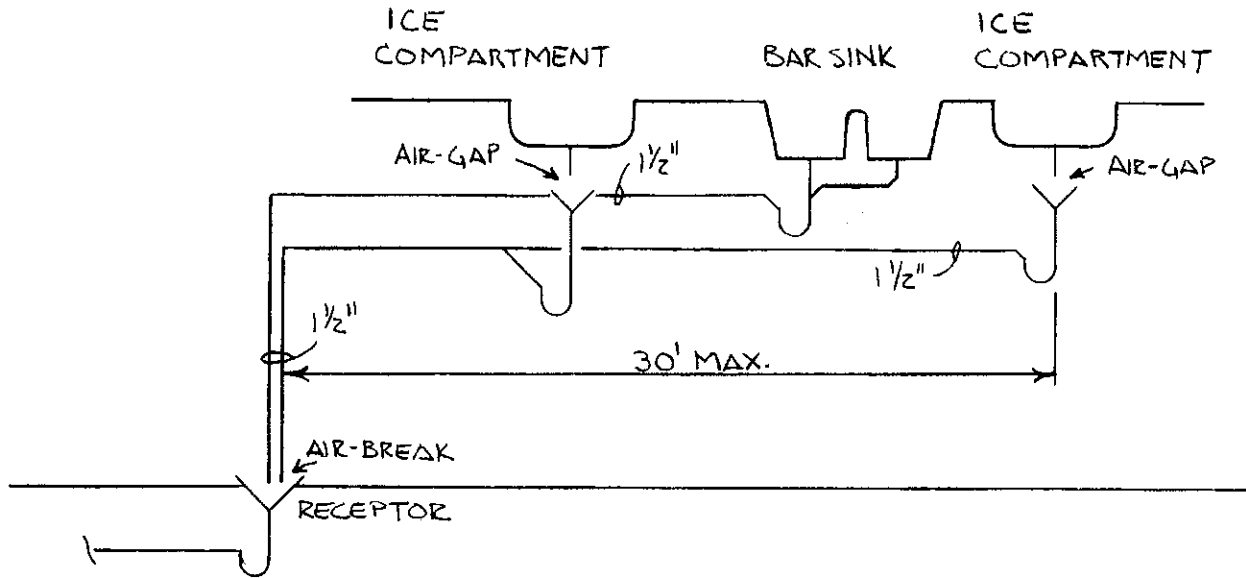 ICE
COMPARTMENT
BAR SINK
ICE
COMPARTMENT
AIR-GAP
1½"
AIR-GAP
1½"
1½"
30' MAX.
AIR-BREAK
RECEPTOR